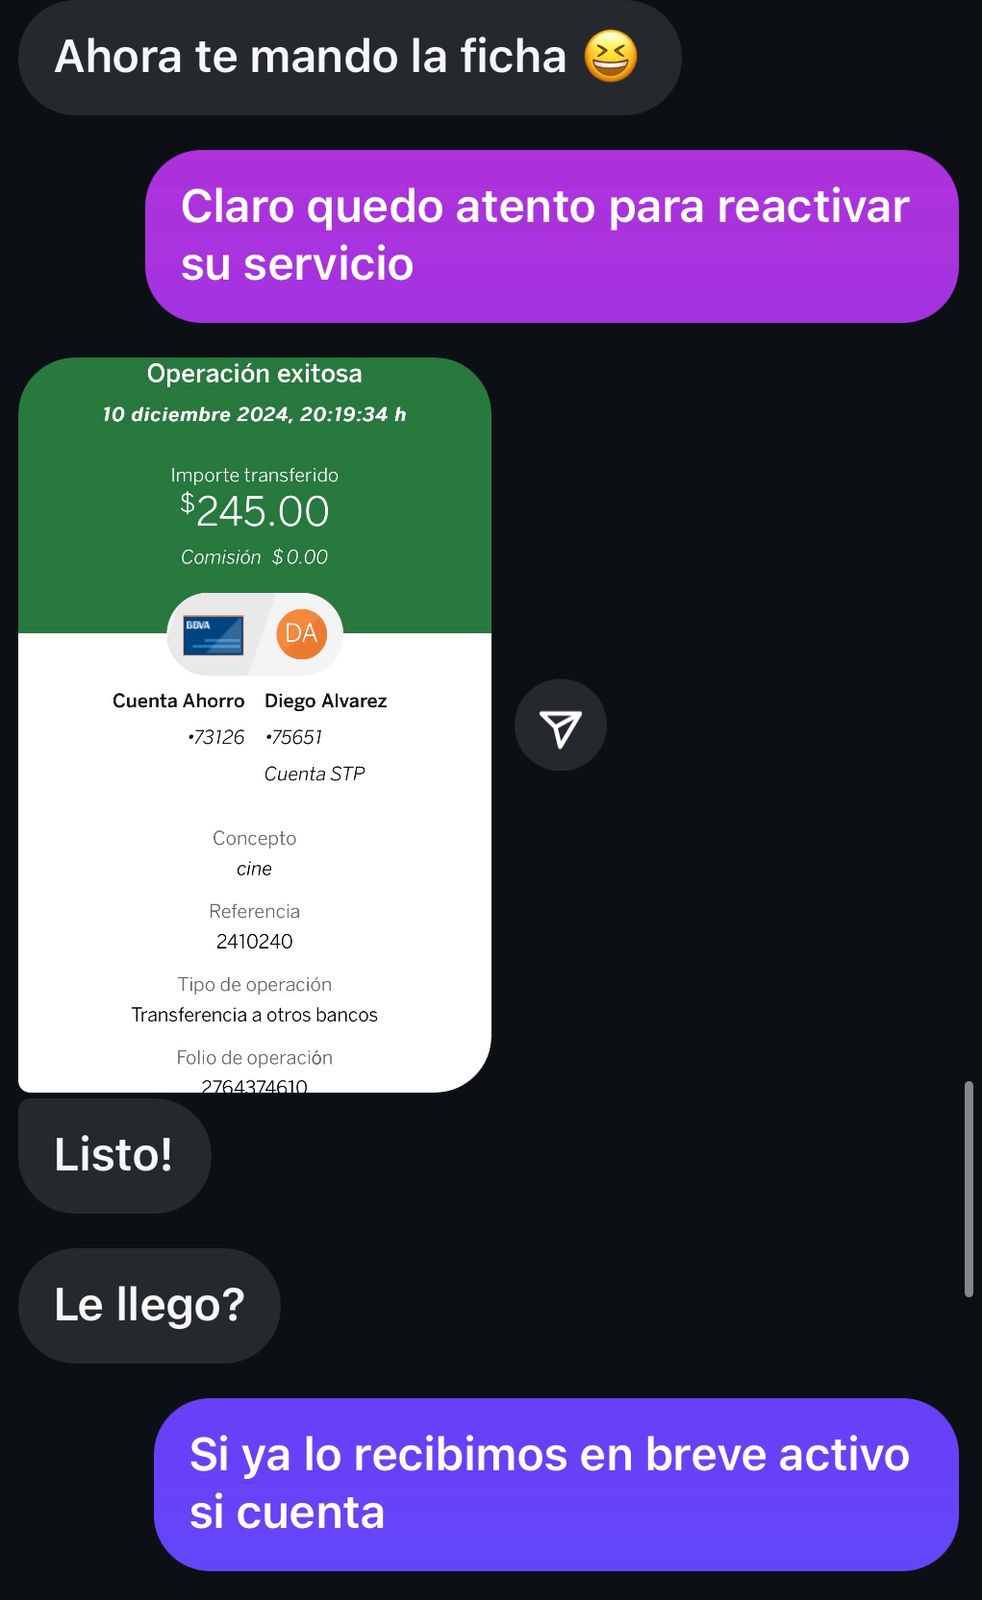 Ahora te mando la ficha 😆
Claro quedo atento para reactivar
su servicio
Operación exitosa
10 diciembre 2024, 20:19:34 h
Importe transferido
$245.00
Comisión $0.00
BBVA
DA
Cuenta Ahorro Diego Alvarez
•73126 •75651
Cuenta STP
Concepto
cine
Referencia
2410240
Tipo de operación
Transferencia a otros bancos
Folio de operación
2764374610
Listo!
Le llego?
Si ya lo recibimos en breve activo
si cuenta